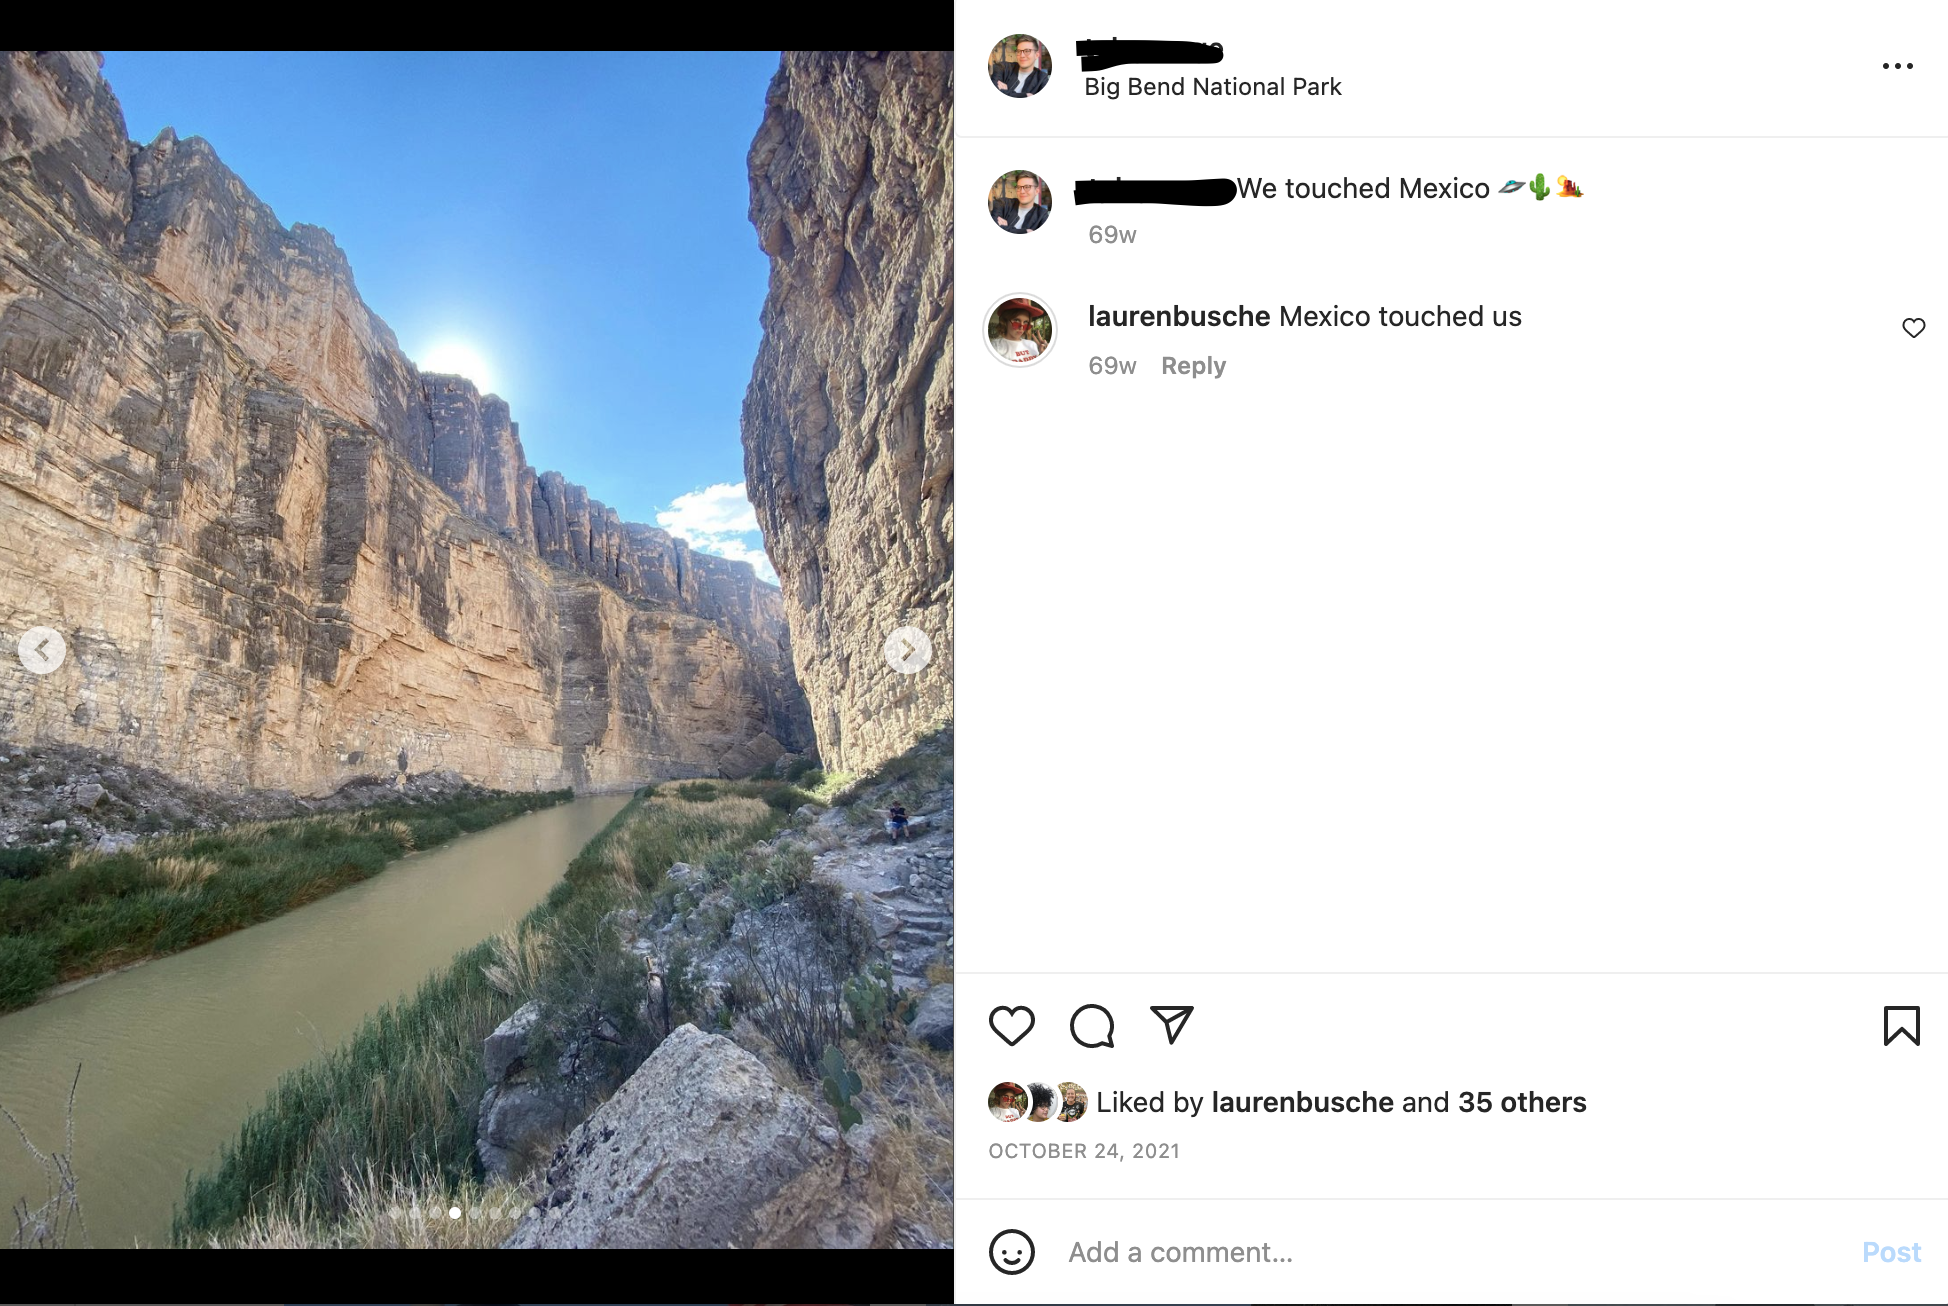 Big Bend National Park
We touched Mexico 🛸🌵🏜️
69w
laurenbusche Mexico touched us
69w Reply
Liked by laurenbusche and 35 others
OCTOBER 24, 2021
Add a comment...
Post